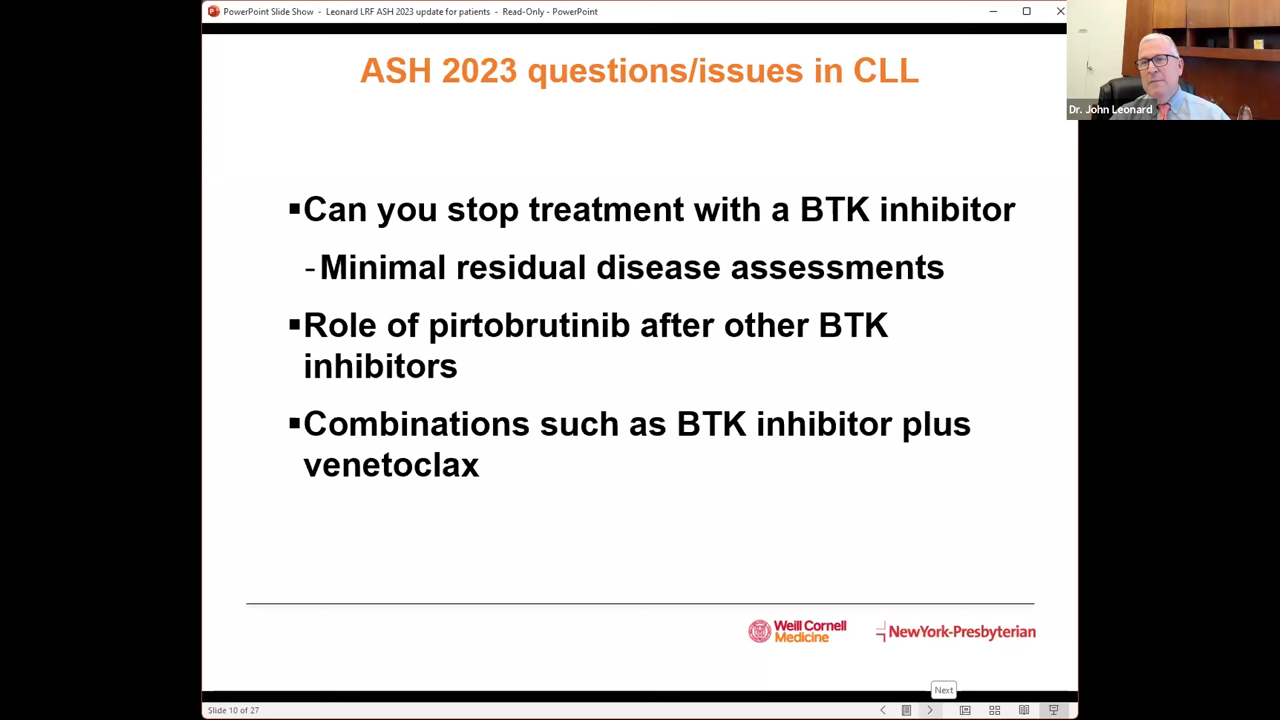 PowerPoint Slide Show - Leonard LRF ASH 2023 update for patients - Read-Only - PowerPoint
Dr. John Leonard
ASH 2023 questions/issues in CLL
▪Can you stop treatment with a BTK inhibitor
-Minimal residual disease assessments
▪Role of pirtobrutinib after other BTK
inhibitors
▪Combinations such as BTK inhibitor plus
venetoclax
Weill Cornell
Medicine
NewYork-Presbyterian
Next
Slide 10 of 27